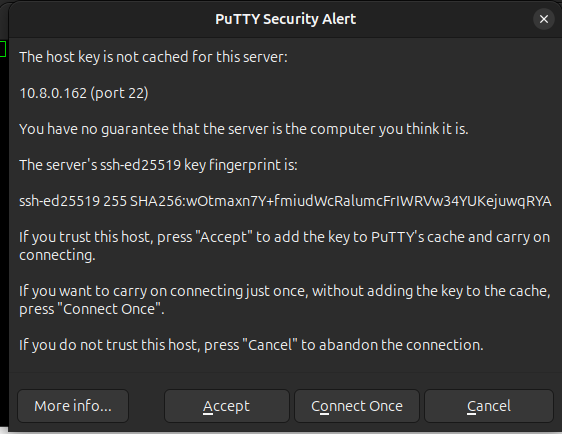 PuTTY Security Alert
The host key is not cached for this server:
10.8.0.162 (port 22)
You have no guarantee that the server is the computer you think it is.
The server's ssh-ed25519 key fingerprint is:
ssh-ed25519 255 SHA256:wOtmaxn7Y+fmiudWcRalumcFrIWRVw34YUKejuwqRYA
If you trust this host, press "Accept" to add the key to PuTTY's cache and carry on
connecting.
If you want to carry on connecting just once, without adding the key to the cache,
press "Connect Once".
If you do not trust this host, press "Cancel" to abandon the connection.
More info...
Accept
Connect Once
Cancel